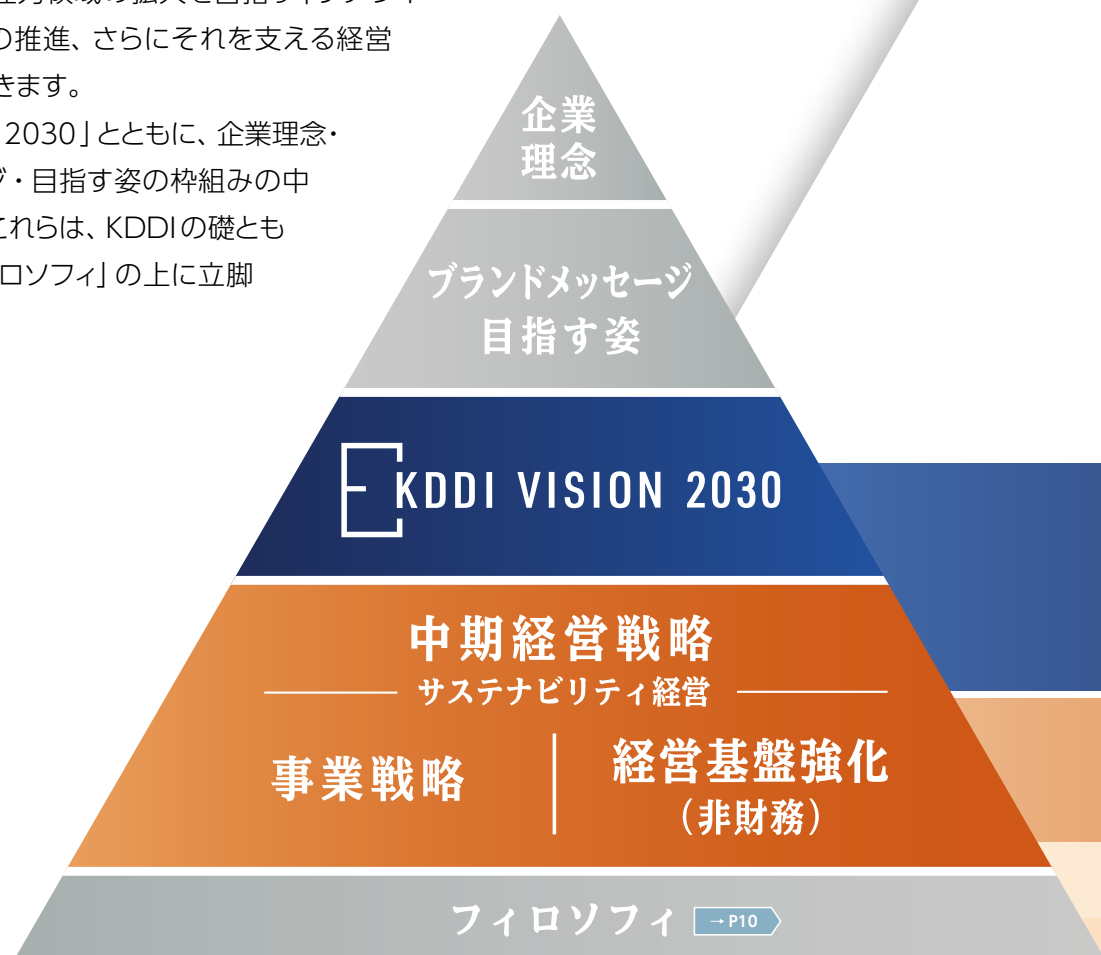 の推進、さらにそれを支える経営
きます。
2030」とともに、企業理念・
・目指す姿の枠組みの中
これらは、KDDIの礎とも
ロソフィ」の上に立脚
企業
理念
ブランドメッセージ
目指す姿
KDDI VISION 2030
中期経営戦略
サステナビリティ経営
事業戦略
経営基盤強化
（非財務）
フィロソフィ →P10